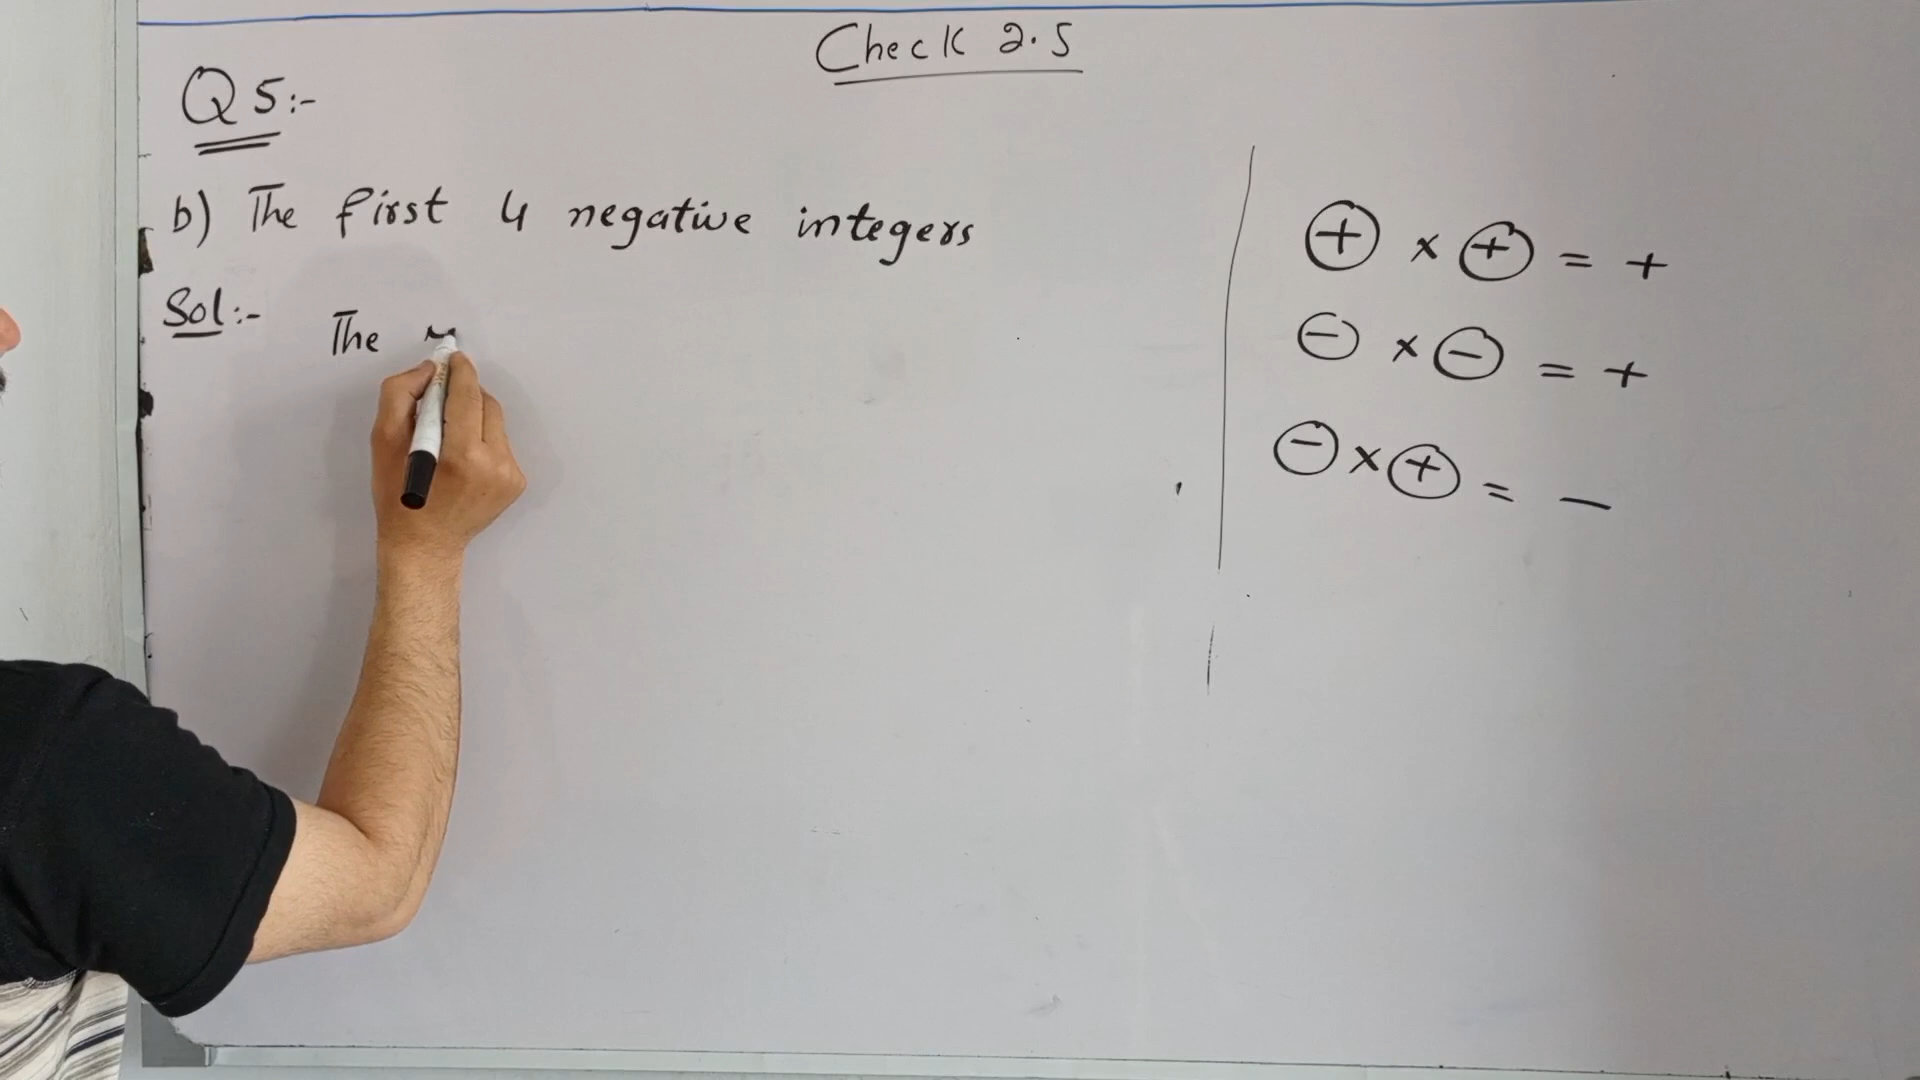 Check 2.5
Q5:-
b) The first 4 negative integers
Sol:- The
⊕ × ⊕ = +
⊖ × ⊖ = +
⊖ × ⊕ = -